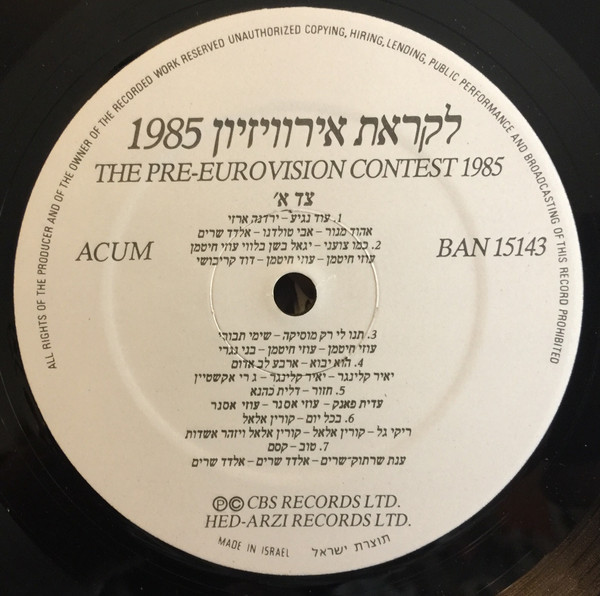 ALL RIGHTS OF THE PRODUCER AND OF THE OWNER OF THE RECORDED WORK RESERVED UNAUTHORIZED COPYING, HIRING, LENDING, PUBLIC PERFORMANCE AND BROADCASTING OF THIS RECORD PROHIBITED
לקראת אירוויזיון 1985
THE PRE-EUROVISION CONTEST 1985
צד א'
1. עוד נגיע – ירדנה ארזי
אהוד מנור – אבי טולדנו – אלדד שרים
2. כמו צועני – יגאל בשן בלווי עוזי חיטמן
עוזי חיטמן – עוזי חיטמן – דוד קריבושי
ACUM
BAN 15143
3. תנו לי רק מוסיקה – שימי תבורי
עוזי חיטמן – עוזי חיטמן – בני נגרי
4. הוא יבוא – ארבע לב אדום
יאיר קלינגר – יאיר קלינגר – ג'רי אקשטיין
5. חזור – דלית כהנא
עדית פאנק – עוזי אסנר – עוזי אסנר
6. בכל יום – קורין אלאל
ריקי גל – קורין אלאל – קורין אלאל ויזהר אשדות
7. טוב – קסם
ענת שרתוק־שרים – אלדד שרים – אלדד שרים
℗© CBS RECORDS LTD.
HED-ARZI RECORDS LTD.
MADE IN ISRAEL תוצרת ישראל